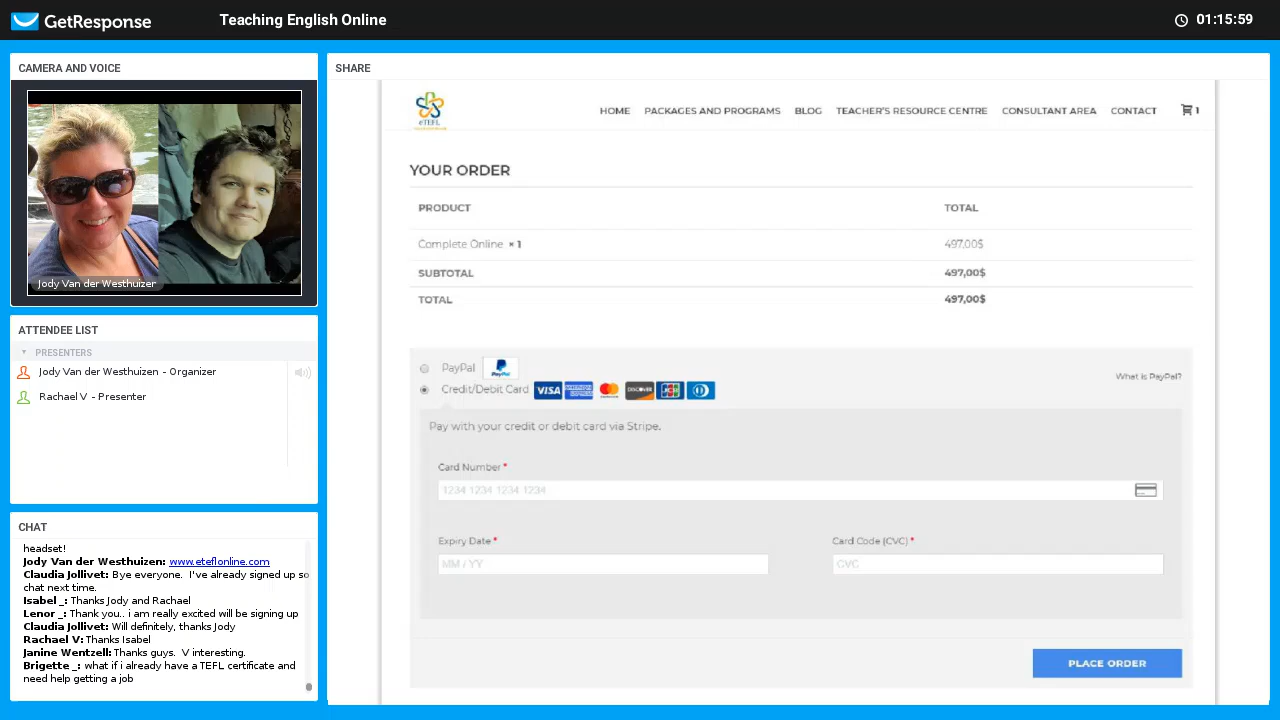 GetResponse
Teaching English Online
01:15:59
CAMERA AND VOICE
Jody Van der Westhuizen
ATTENDEE LIST
PRESENTERS
Jody Van der Westhuizen - Organizer
Rachael V - Presenter
CHAT
headset!
Jody Van der Westhuizen: www.eteflonline.com
Claudia Jollivet: Bye everyone. I've already signed up so
chat next time.
Isabel _: Thanks Jody and Rachael
Lenor _: Thank you.. i am really excited will be signing up
Claudia Jollivet: Will definitely, thanks Jody
Rachael V: Thanks Isabel
Janine Wentzell: Thanks guys. V interesting.
Brigette _: what if i already have a TEFL certificate and
need help getting a job
SHARE
eTEFL
HOME PACKAGES AND PROGRAMS BLOG TEACHER'S RESOURCE CENTRE CONSULTANT AREA CONTACT 1
YOUR ORDER
PRODUCT TOTAL
Complete Online × 1 497,00$
SUBTOTAL 497,00$
TOTAL 497,00$
PayPal PayPal
What is PayPal?
Credit/Debit Card VISA AMERICAN EXPRESS DISCOVER JCB
Pay with your credit or debit card via Stripe.
Card Number *
1234 1234 1234 1234
Expiry Date * Card Code (CVC) *
MM / YY CVC
PLACE ORDER